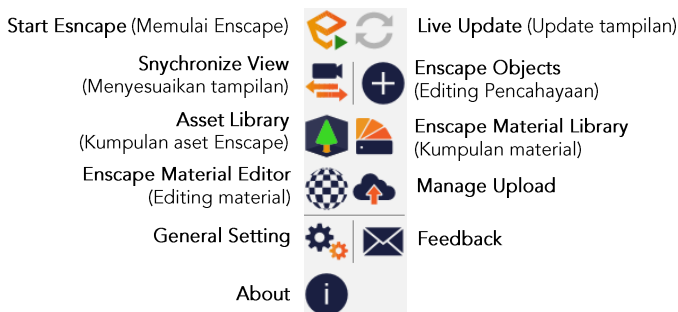 Start Esncape (Memulai Enscape)
Live Update (Update tampilan)
Snychronize View
(Menyesuaikan tampilan)
Enscape Objects
(Editing Pencahayaan)
Asset Library
(Kumpulan aset Enscape)
Enscape Material Library
(Kumpulan material)
Enscape Material Editor
(Editing material)
Manage Upload
General Setting
Feedback
About
i